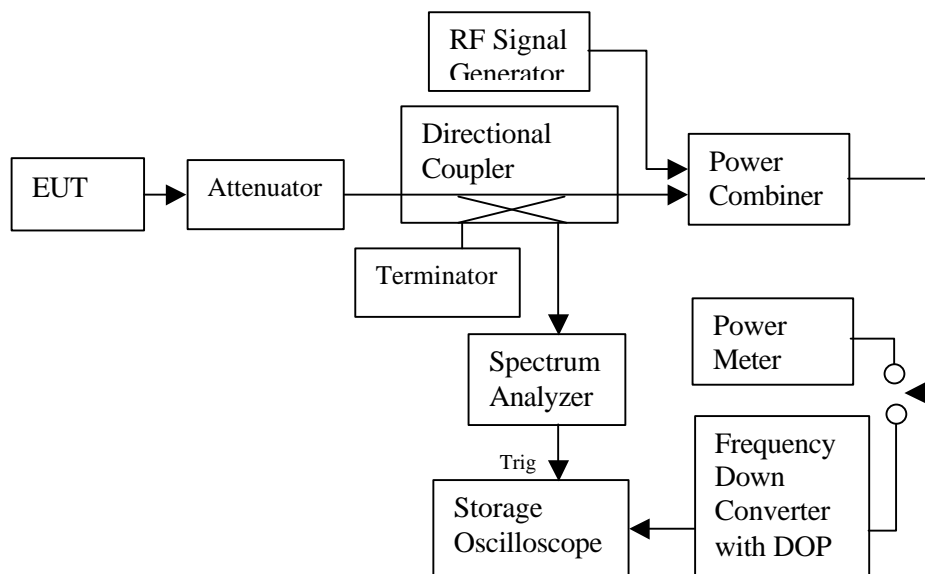 RF Signal
Generator
Directional
Coupler
EUT
Attenuator
Power
Combiner
Terminator
Power
Meter
Spectrum
Analyzer
Trig
Frequency
Down
Converter
with DOP
Storage
Oscilloscope